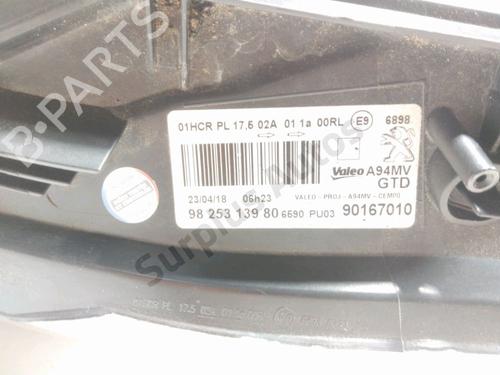 01HCR PL 17,5 02A 01 1a 00RL E9 6898
Valeo A94MV
GTD
23/04/18 06h23 VALEO - PROJ - A94MV - CEMPO
98 253 139 80 6690 PU03 90167010
B-PARTS
Surplus Autos